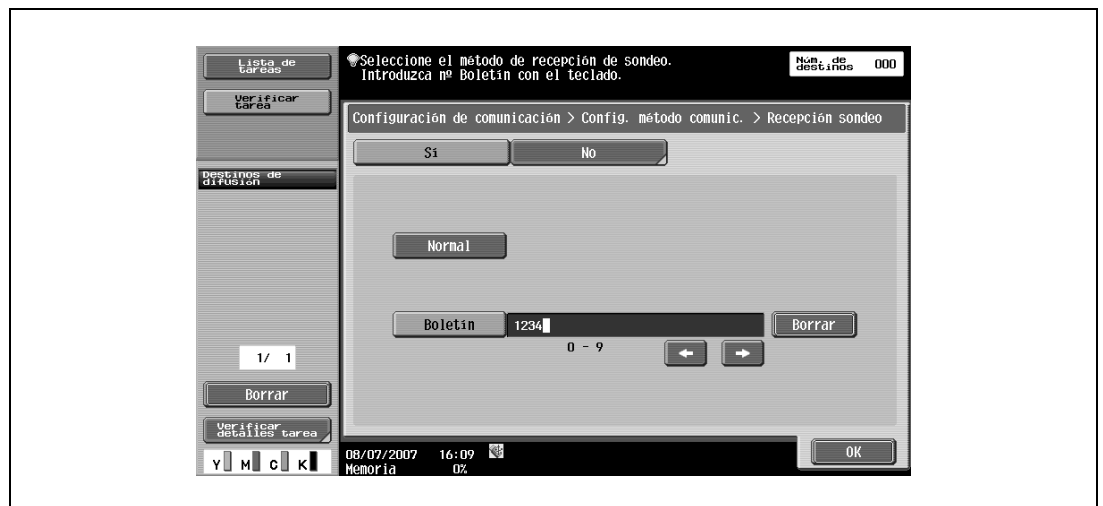 Lista de
tareas
Verificar
tarea
Destinos de
difusión
1/ 1
Borrar
Verificar
detalles tarea
Y M C K
Seleccione el método de recepción de sondeo.
Introduzca nº Boletín con el teclado.
Núm. de
destinos 000
Configuración de comunicación > Config. método comunic. > Recepción sondeo
Sí No
Normal
Boletín 1234 Borrar
0 - 9
OK
08/07/2007 16:09
Memoria 0%